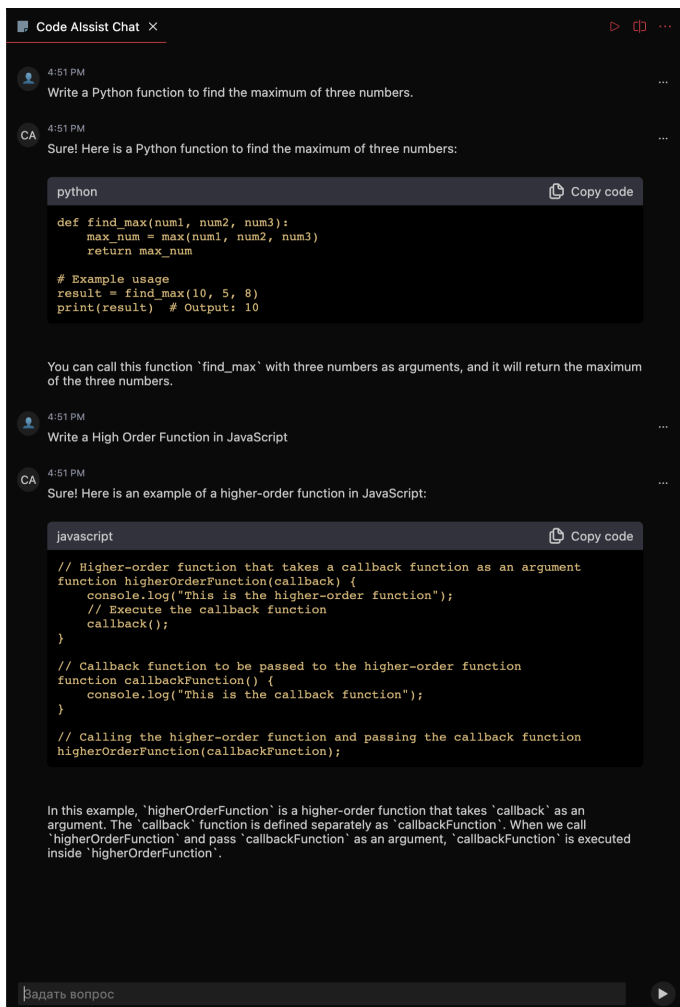 Code AIssist Chat
4:51 PM
Write a Python function to find the maximum of three numbers.
CA
4:51 PM
Sure! Here is a Python function to find the maximum of three numbers:
python
Copy code
def find_max(num1, num2, num3):
    max_num = max(num1, num2, num3)
    return max_num

# Example usage
result = find_max(10, 5, 8)
print(result)  # Output: 10
You can call this function `find_max` with three numbers as arguments, and it will return the maximum
of the three numbers.
4:51 PM
Write a High Order Function in JavaScript
CA
4:51 PM
Sure! Here is an example of a higher-order function in JavaScript:
javascript
Copy code
// Higher-order function that takes a callback function as an argument
function higherOrderFunction(callback) {
    console.log("This is the higher-order function");
    // Execute the callback function
    callback();
}

// Callback function to be passed to the higher-order function
function callbackFunction() {
    console.log("This is the callback function");
}

// Calling the higher-order function and passing the callback function
higherOrderFunction(callbackFunction);
In this example, `higherOrderFunction` is a higher-order function that takes `callback` as an
argument. The `callback` function is defined separately as `callbackFunction`. When we call
`higherOrderFunction` and pass `callbackFunction` as an argument, `callbackFunction` is executed
inside `higherOrderFunction`.
Задать вопрос